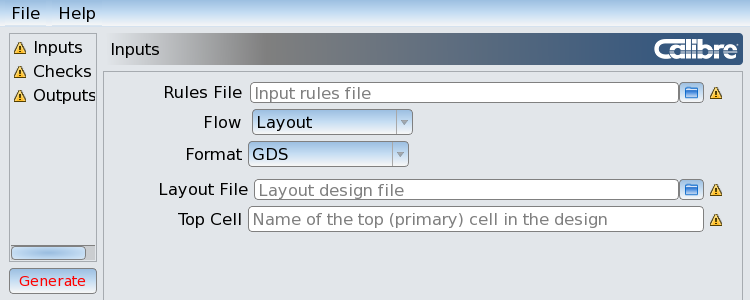 File Help
Inputs
Checks
Outputs
Generate
Inputs
Calibre
Rules File Input rules file
Flow Layout
Format GDS
Layout File Layout design file
Top Cell Name of the top (primary) cell in the design